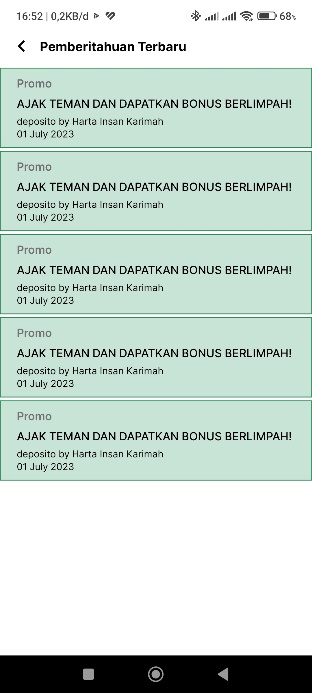 16:52 | 0,2KB/d
68%
Pemberitahuan Terbaru
Promo
AJAK TEMAN DAN DAPATKAN BONUS BERLIMPAH!
deposito by Harta Insan Karimah
01 July 2023
Promo
AJAK TEMAN DAN DAPATKAN BONUS BERLIMPAH!
deposito by Harta Insan Karimah
01 July 2023
Promo
AJAK TEMAN DAN DAPATKAN BONUS BERLIMPAH!
deposito by Harta Insan Karimah
01 July 2023
Promo
AJAK TEMAN DAN DAPATKAN BONUS BERLIMPAH!
deposito by Harta Insan Karimah
01 July 2023
Promo
AJAK TEMAN DAN DAPATKAN BONUS BERLIMPAH!
deposito by Harta Insan Karimah
01 July 2023